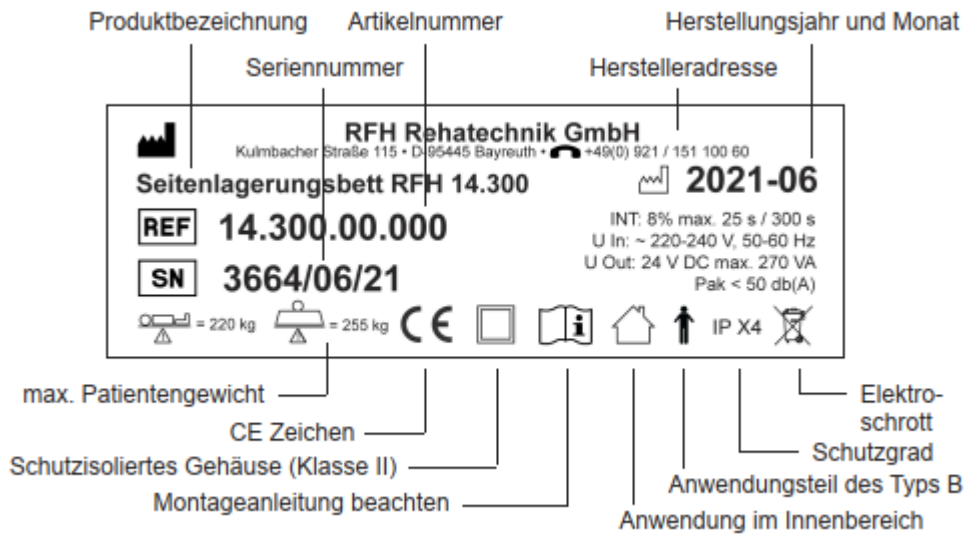 Produktbezeichnung Artikelnummer Herstellungsjahr und Monat
Seriennummer Herstelleradresse
RFH Rehatechnik GmbH
Kulmbacher Straße 115 • D-95445 Bayreuth • +49(0) 921 / 151 100 60
Seitenlagerungsbett RFH 14.300 2021-06
REF 14.300.00.000
INT: 8% max. 25 s / 300 s
U In: ~ 220-240 V, 50-60 Hz
SN 3664/06/21
U Out: 24 V DC max. 270 VA
Pak < 50 db(A)
= 220 kg = 255 kg CE i IP X4
max. Patientengewicht
Elektro-
schrott
CE Zeichen
Schutzgrad
Schutzisoliertes Gehäuse (Klasse II)
Anwendungsteil des Typs B
Montageanleitung beachten
Anwendung im Innenbereich